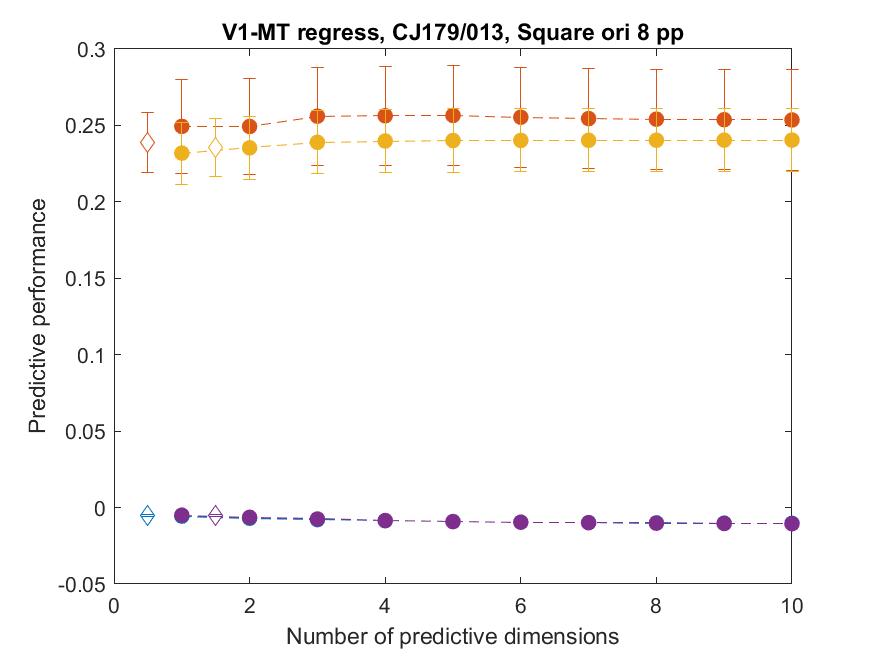 V1-MT regress, CJ179/013, Square ori 8 pp
0.3
0.25
0.2
0.15
0.1
0.05
0
-0.05
Predictive performance
0 2 4 6 8 10
Number of predictive dimensions